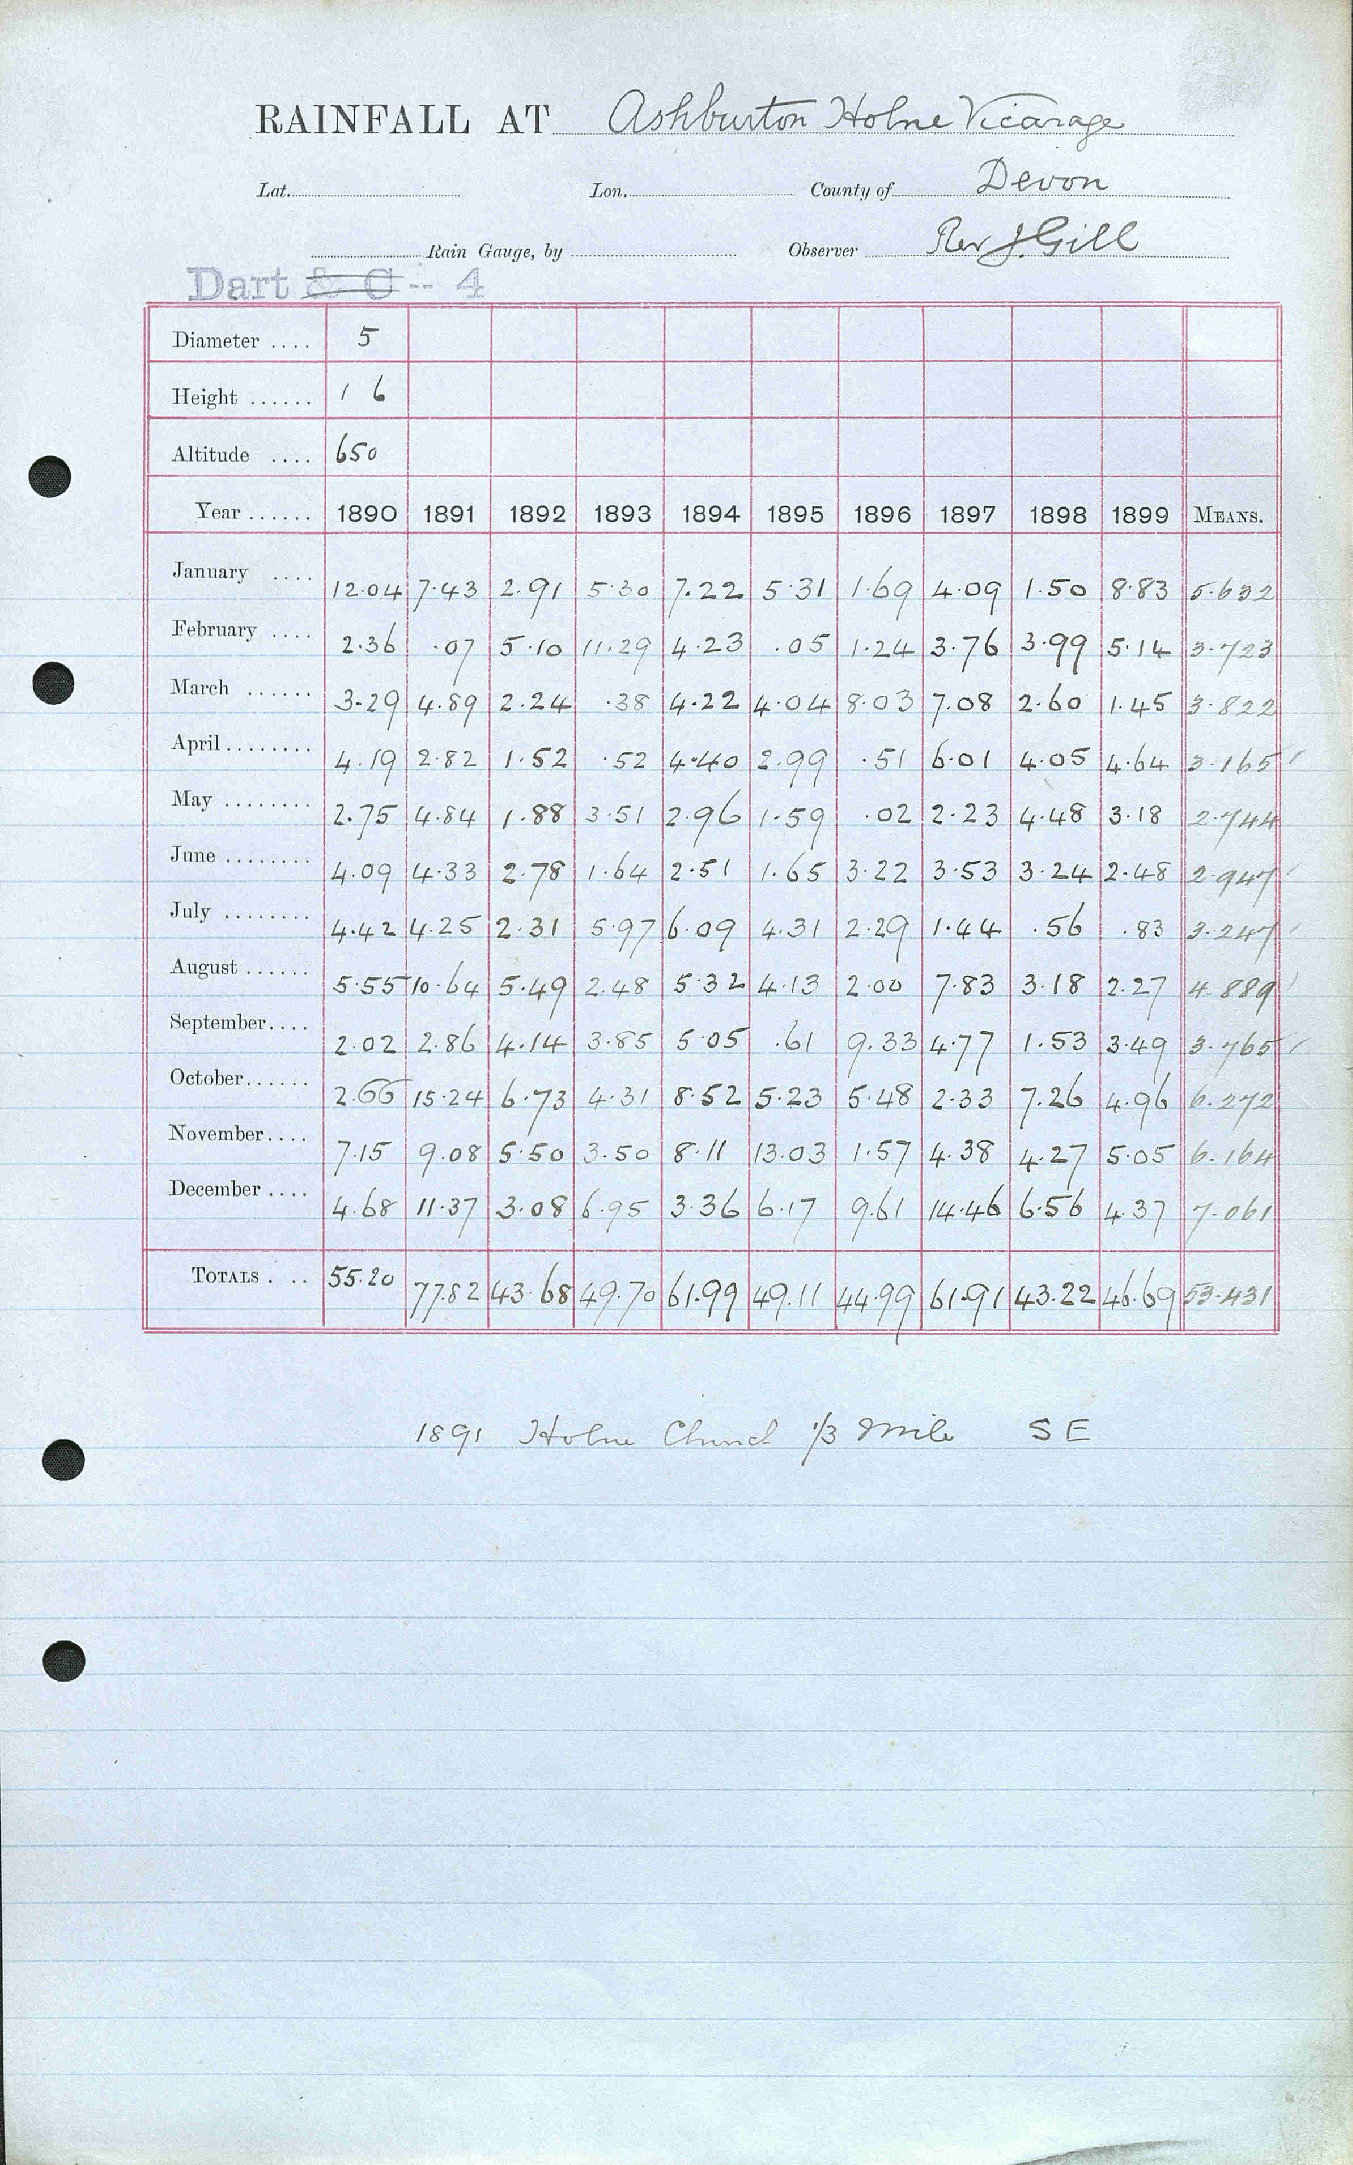 RAINFALL AT Ashburton Holne Vicarage
Lat. Lon. County of Devon
Rain Gauge, by Observer Rev J. Gill
Dart & C -- 4
Diameter .... 5
Height ...... 1 6
Altitude .... 650
Year ...... 1890 1891 1892 1893 1894 1895 1896 1897 1898 1899 MEANS.
January .... 12.04 7.43 2.91 5.30 7.22 5.31 1.69 4.09 1.50 8.83 5.632
February .... 2.36 .07 5.10 11.29 4.23 .05 1.24 3.76 3.99 5.14 3.723
March ...... 3.29 4.89 2.24 .38 4.22 4.04 8.03 7.08 2.60 1.45 3.822
April ........ 4.19 2.82 1.52 .52 4.40 2.99 .51 6.01 4.05 4.64 3.165
May ........ 2.75 4.84 1.88 3.51 2.96 1.59 .02 2.23 4.48 3.18 2.744
June ........ 4.09 4.33 2.78 1.64 2.51 1.65 3.22 3.53 3.24 2.48 2.947
July ........ 4.42 4.25 2.31 5.97 6.09 4.31 2.29 1.44 .56 .83 3.247
August ...... 5.55 10.64 5.49 2.48 5.32 4.13 2.00 7.83 3.18 2.27 4.889
September .... 2.02 2.86 4.14 3.85 5.05 .61 9.33 4.77 1.53 3.49 3.765
October ...... 2.66 15.24 6.73 4.31 8.52 5.23 5.48 2.33 7.26 4.96 6.272
November .... 7.15 9.08 5.50 3.50 8.11 13.03 1.57 4.38 4.27 5.05 6.164
December .... 4.68 11.37 3.08 6.95 3.36 6.17 9.61 14.46 6.56 4.37 7.061
TOTALS . .. 55.20 77.82 43.68 49.70 61.99 49.11 44.99 61.91 43.22 46.69 53.431
1891 Holne Church 1/3 mile SE